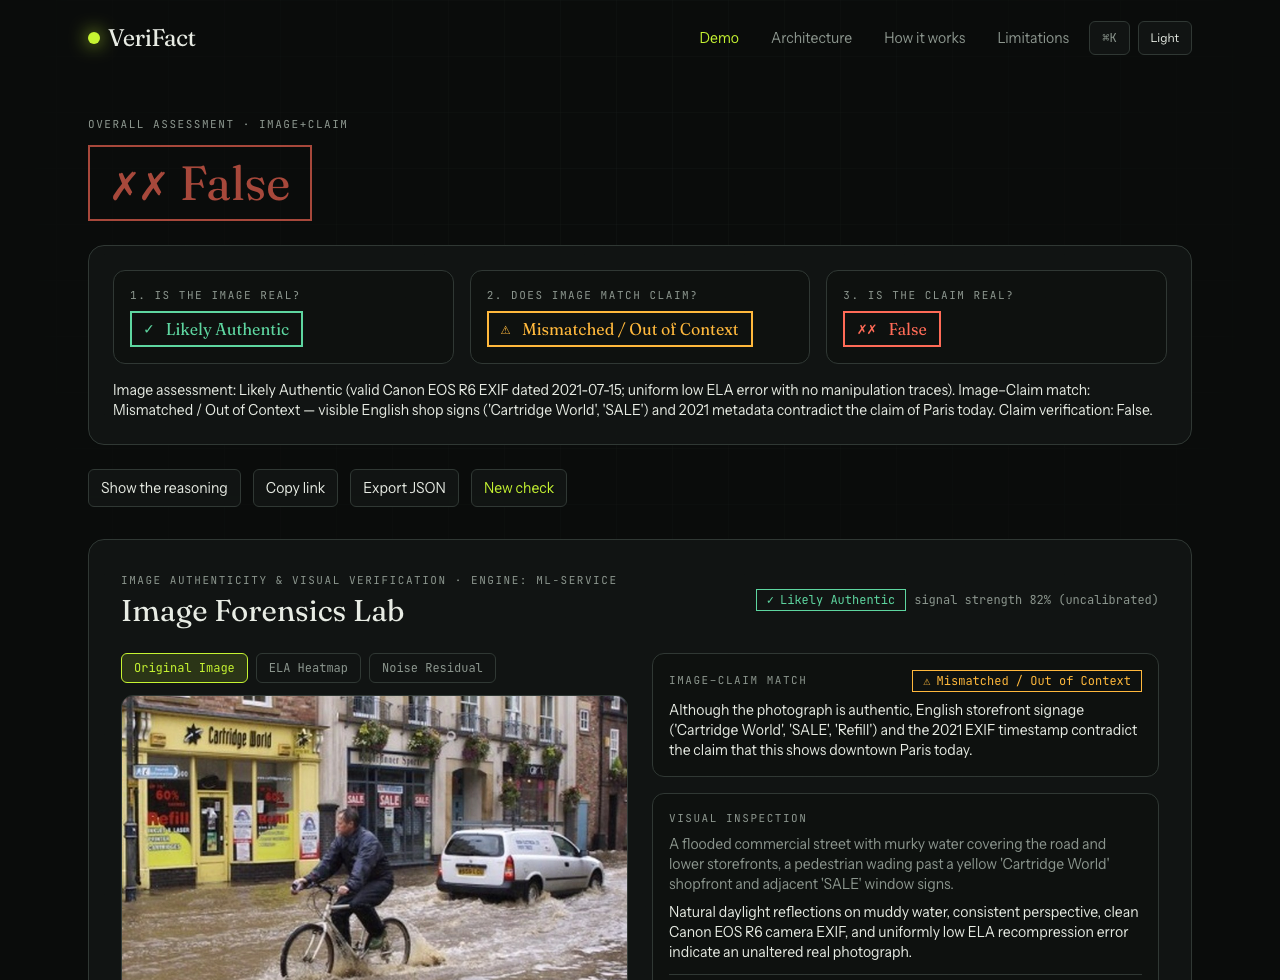 VeriFact
Demo
Architecture
How it works
Limitations
⌘K
Light
OVERALL ASSESSMENT · IMAGE+CLAIM
✗✗ False
1. IS THE IMAGE REAL?
✓ Likely Authentic
2. DOES IMAGE MATCH CLAIM?
⚠ Mismatched / Out of Context
3. IS THE CLAIM REAL?
✗✗ False
Image assessment: Likely Authentic (valid Canon EOS R6 EXIF dated 2021-07-15; uniform low ELA error with no manipulation traces). Image–Claim match:
Mismatched / Out of Context — visible English shop signs ('Cartridge World', 'SALE') and 2021 metadata contradict the claim of Paris today. Claim verification: False.
Show the reasoning
Copy link
Export JSON
New check
IMAGE AUTHENTICITY & VISUAL VERIFICATION · ENGINE: ML-SERVICE
Image Forensics Lab
✓ Likely Authentic
signal strength 82% (uncalibrated)
Original Image
ELA Heatmap
Noise Residual
Cartridge World
60%
Refill
SALE
SALE
SALE
SALE
IMAGE–CLAIM MATCH
⚠ Mismatched / Out of Context
Although the photograph is authentic, English storefront signage
('Cartridge World', 'SALE', 'Refill') and the 2021 EXIF timestamp contradict
the claim that this shows downtown Paris today.
VISUAL INSPECTION
A flooded commercial street with murky water covering the road and
lower storefronts, a pedestrian wading past a yellow 'Cartridge World'
shopfront and adjacent 'SALE' window signs.
Natural daylight reflections on muddy water, consistent perspective, clean
Canon EOS R6 camera EXIF, and uniformly low ELA recompression error
indicate an unaltered real photograph.